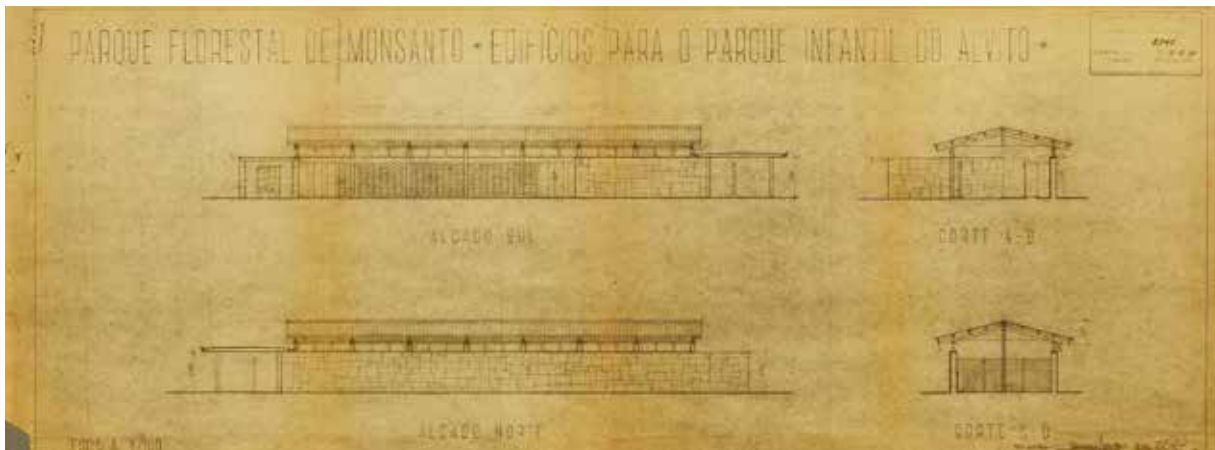 PARQUE FLORESTAL DE MONSANTO • EDIFÍCIOS PARA O PARQUE INFANTIL DO ALVITO •
ALÇADO SUL
CORTE A-B
ALÇADO NORTE
CORTE C-D